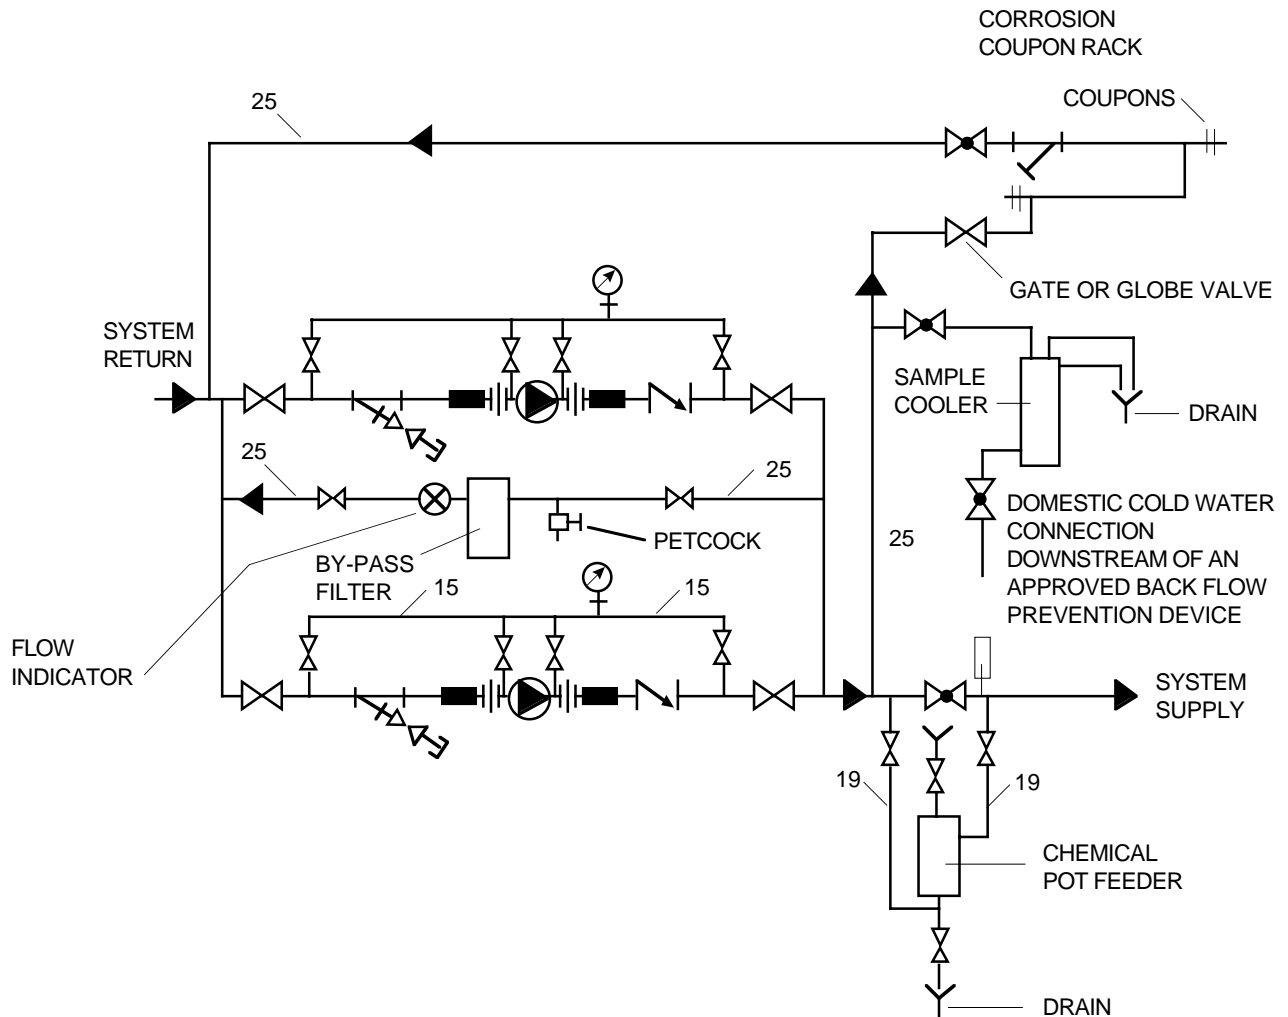 CORROSION
COUPON RACK
COUPONS
25
GATE OR GLOBE VALVE
SYSTEM
RETURN
SAMPLE
COOLER
DRAIN
25
25
PETCOCK
BY-PASS
FILTER
25
DOMESTIC COLD WATER
CONNECTION
DOWNSTREAM OF AN
APPROVED BACK FLOW
PREVENTION DEVICE
15
15
FLOW
INDICATOR
SYSTEM
SUPPLY
19
19
CHEMICAL
POT FEEDER
DRAIN